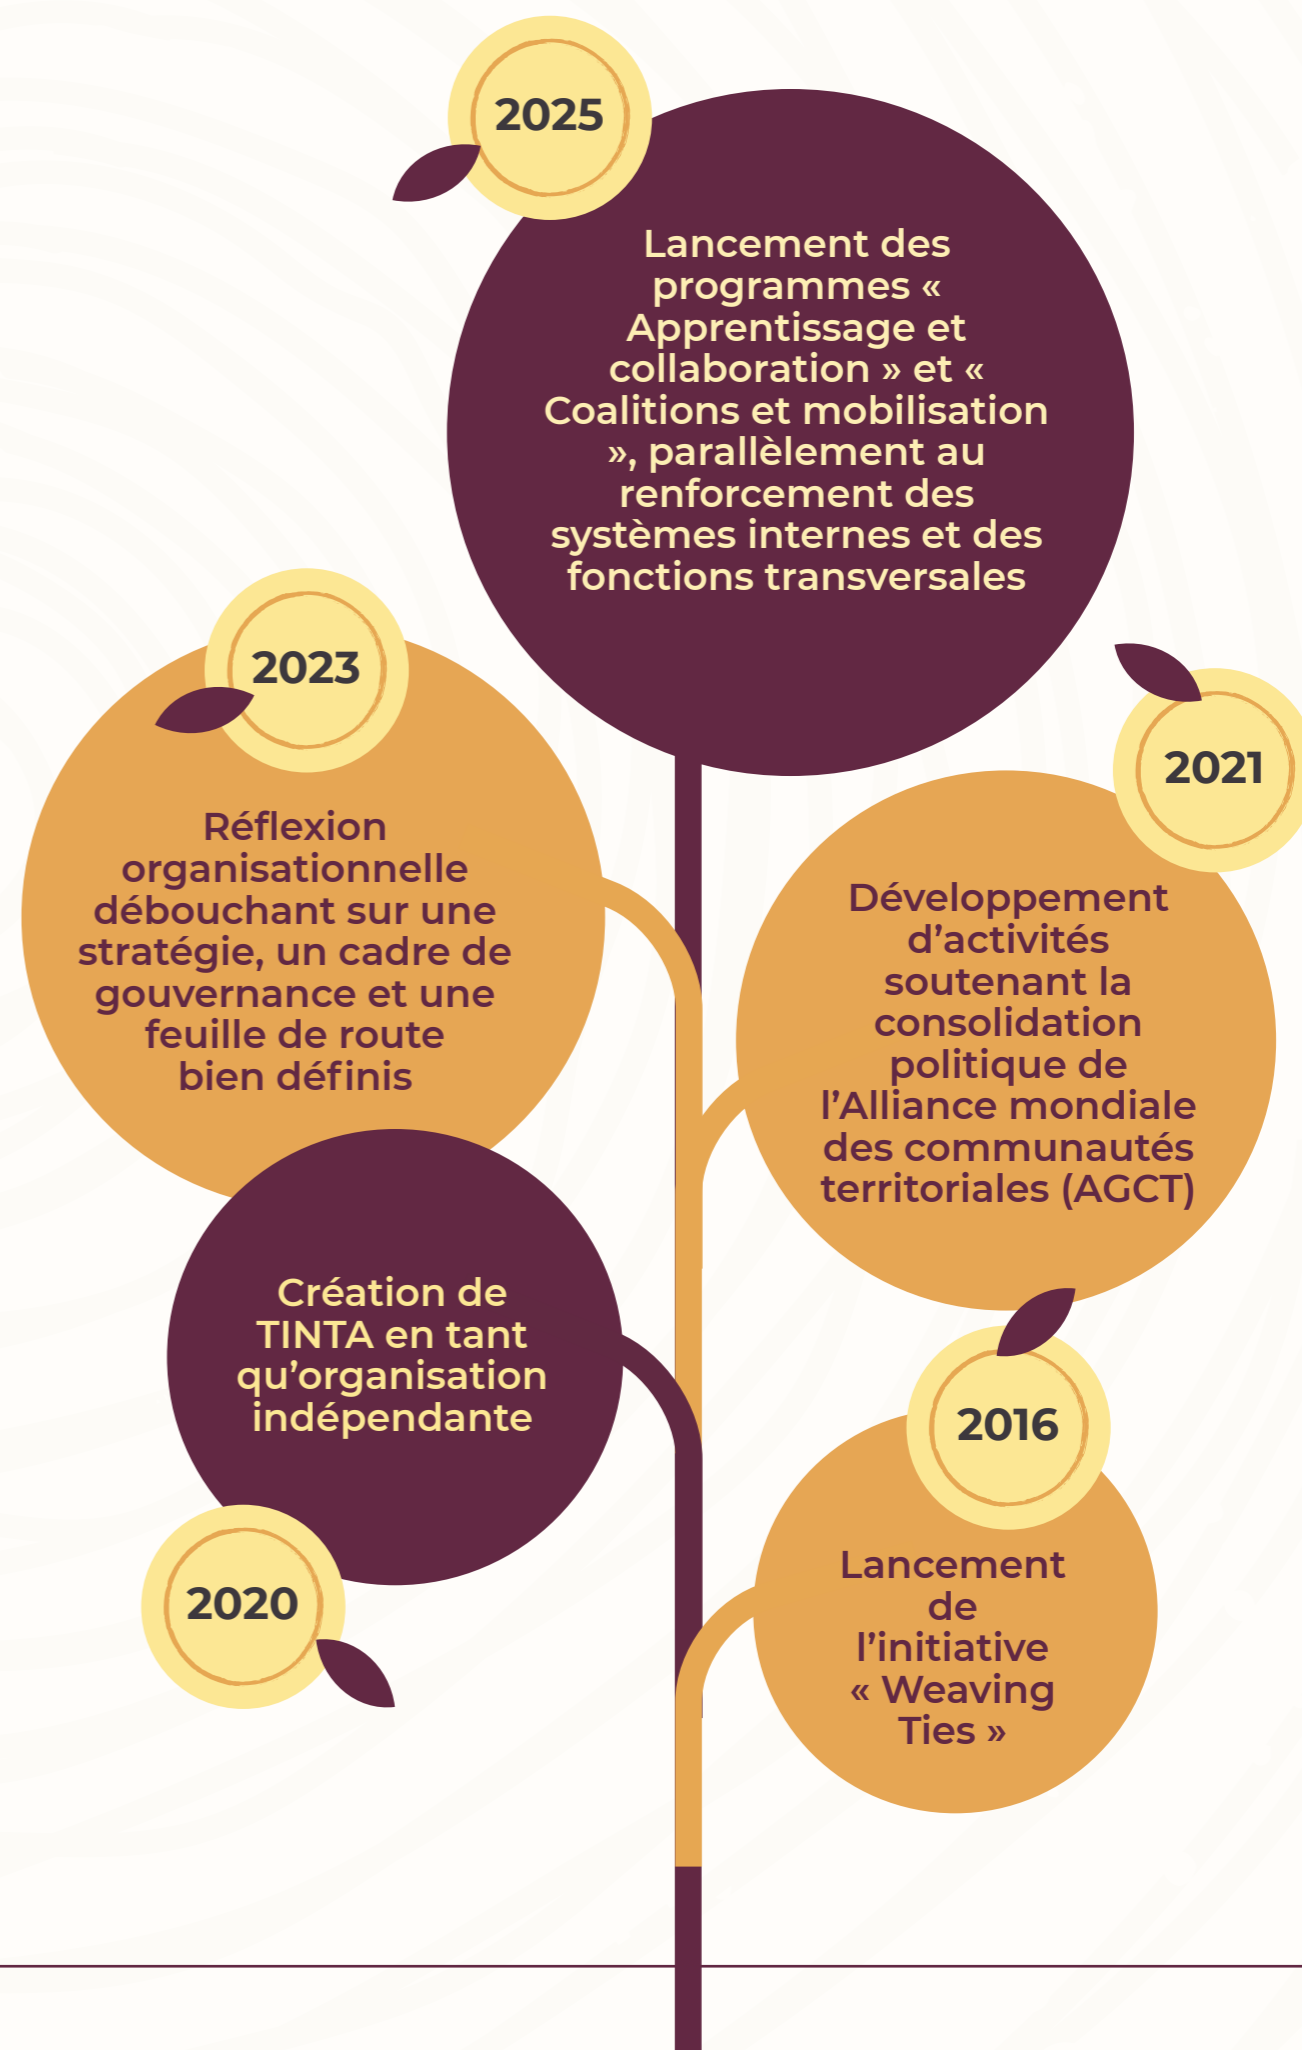 2025
Lancement des
programmes «
Apprentissage et
collaboration » et «
Coalitions et mobilisation
», parallèlement au
renforcement des
systèmes internes et des
fonctions transversales
2023
Réflexion
organisationnelle
débouchant sur une
stratégie, un cadre de
gouvernance et une
feuille de route
bien définis
2021
Développement
d’activités
soutenant la
consolidation
politique de
l’Alliance mondiale
des communautés
territoriales (AGCT)
Création de
TINTA en tant
qu’organisation
indépendante
2020
2016
Lancement
de
l’initiative
« Weaving
Ties »